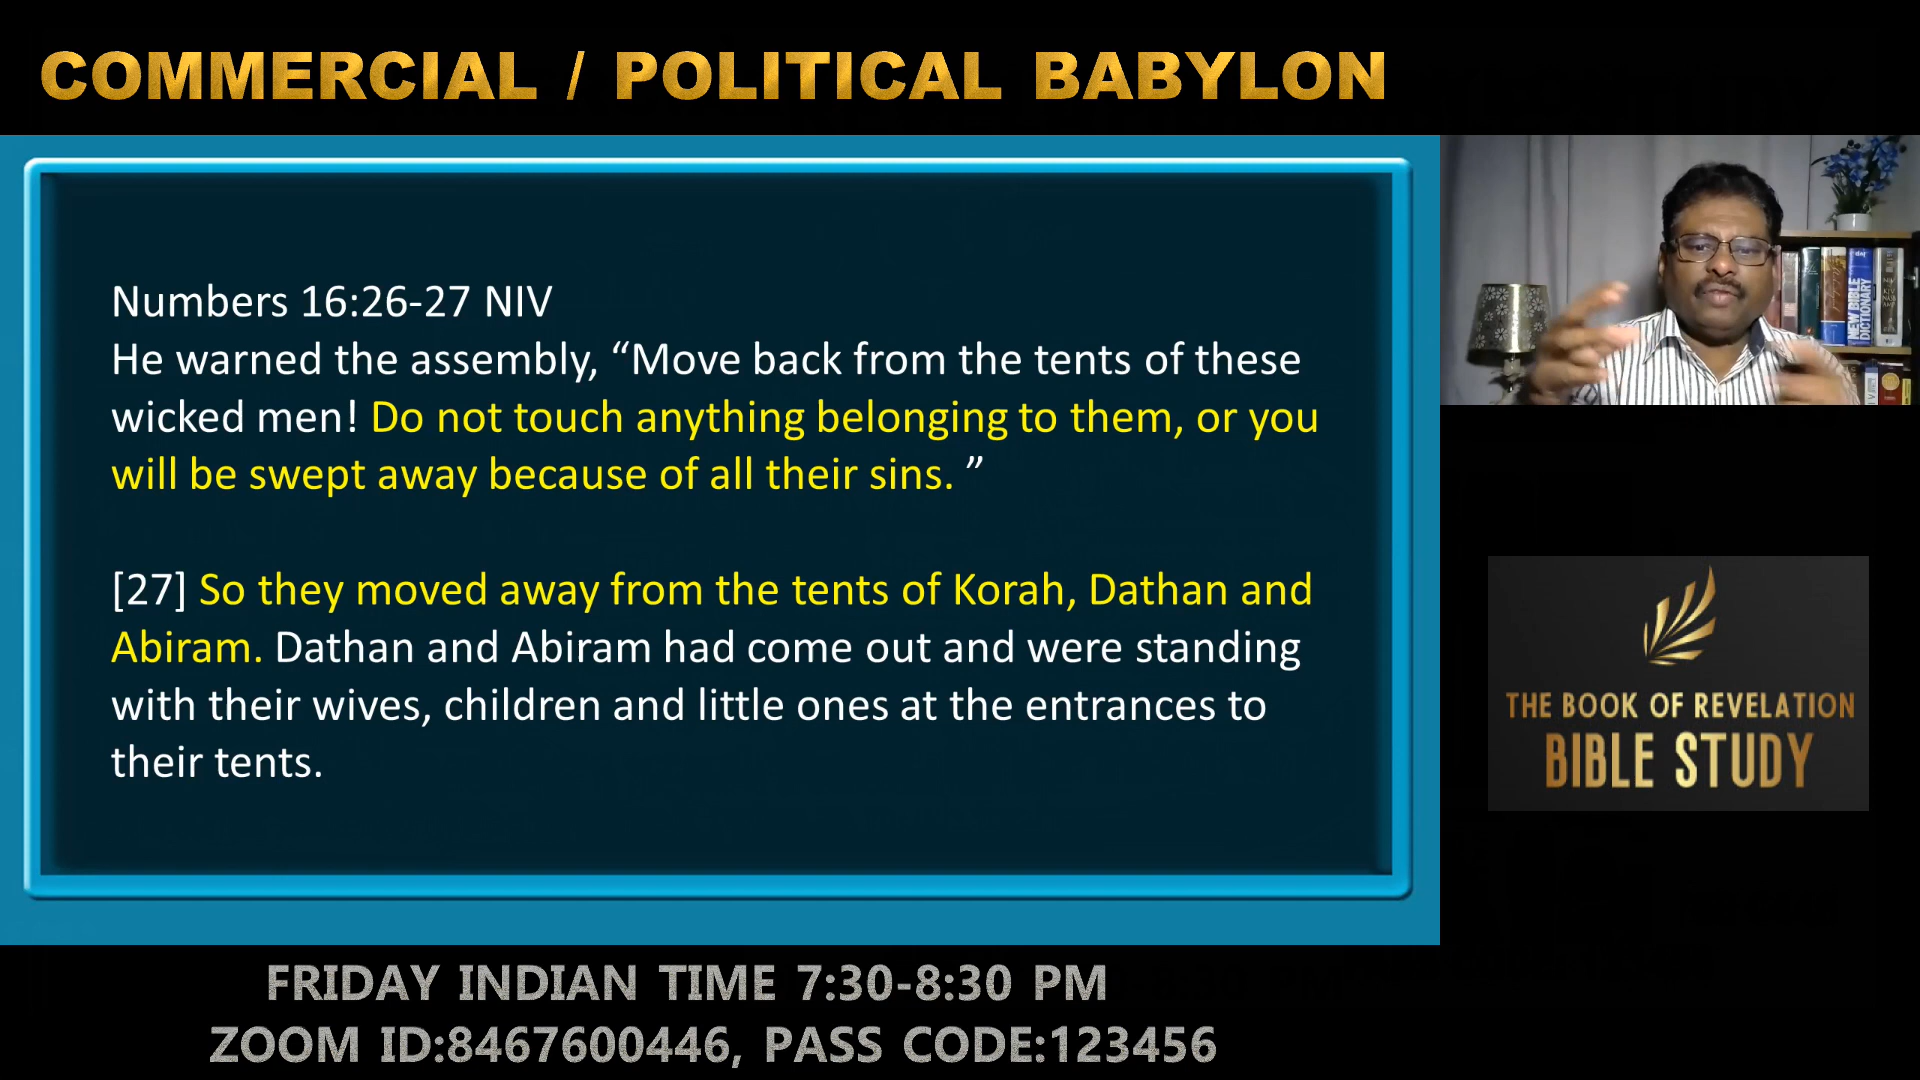 COMMERCIAL / POLITICAL BABYLON
Numbers 16:26-27 NIV
He warned the assembly, “Move back from the tents of these
wicked men! Do not touch anything belonging to them, or you
will be swept away because of all their sins. ”
[27] So they moved away from the tents of Korah, Dathan and
Abiram. Dathan and Abiram had come out and were standing
with their wives, children and little ones at the entrances to
their tents.
NEW BIBLE
DICTIONARY
THE BOOK OF REVELATION
BIBLE STUDY
FRIDAY INDIAN TIME 7:30-8:30 PM
ZOOM ID:8467600446, PASS CODE:123456